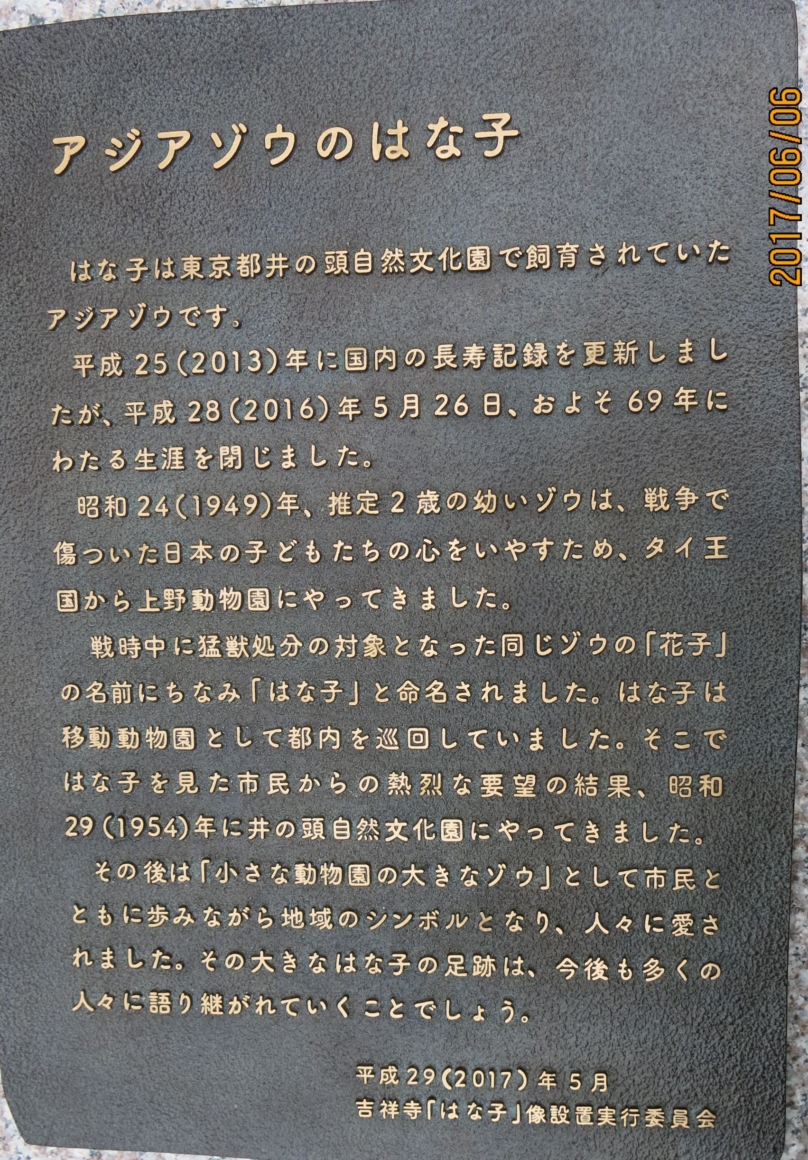 アジアゾウのはな子
はな子は東京都井の頭自然文化園で飼育されていた
アジアゾウです。
平成25(2013)年に国内の長寿記録を更新しまし
たが、平成28(2016)年5月26日、およそ69年に
わたる生涯を閉じました。
昭和24(1949)年、推定2歳の幼いゾウは、戦争で
傷ついた日本の子どもたちの心をいやすため、タイ王
国から上野動物園にやってきました。
戦時中に猛獣処分の対象となった同じゾウの「花子」
の名前にちなみ「はな子」と命名されました。はな子は
移動動物園として都内を巡回していました。そこで
はな子を見た市民からの熱烈な要望の結果、昭和
29(1954)年に井の頭自然文化園にやってきました。
その後は「小さな動物園の大きなゾウ」として市民と
ともに歩みながら地域のシンボルとなり、人々に愛さ
れました。その大きなはな子の足跡は、今後も多くの
人々に語り継がれていくことでしょう。
平成29(2017)年5月
吉祥寺「はな子」像設置実行委員会
2017/06/06